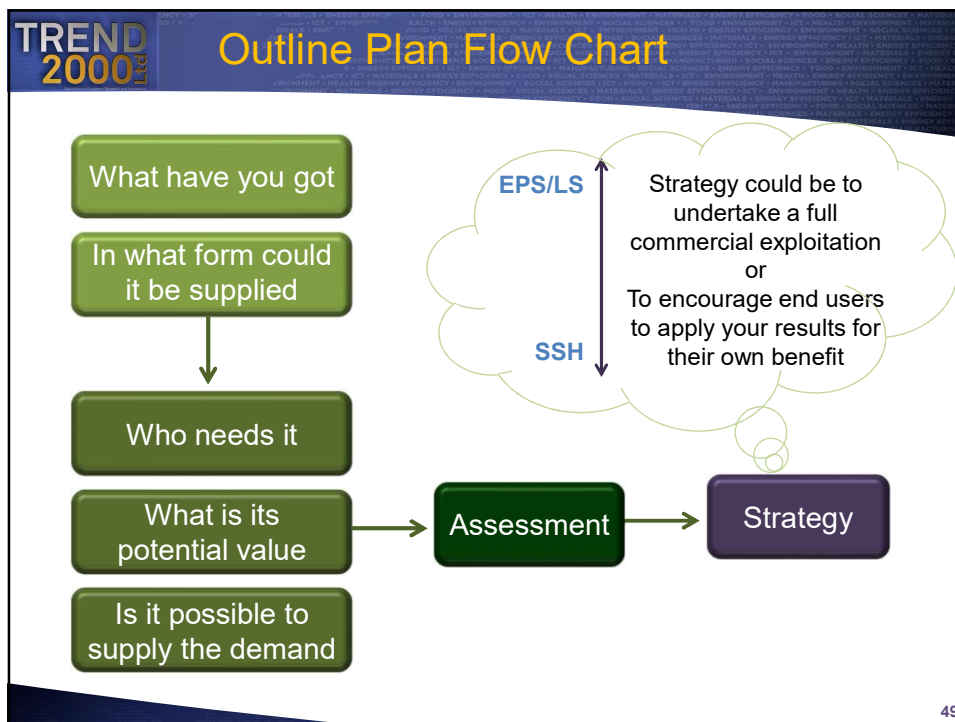 TREND
2000 Ltd
Outline Plan Flow Chart
What have you got
In what form could
it be supplied
Who needs it
What is its
potential value
Is it possible to
supply the demand
Assessment
Strategy
EPS/LS
SSH
Strategy could be to
undertake a full
commercial exploitation
or
To encourage end users
to apply your results for
their own benefit
49